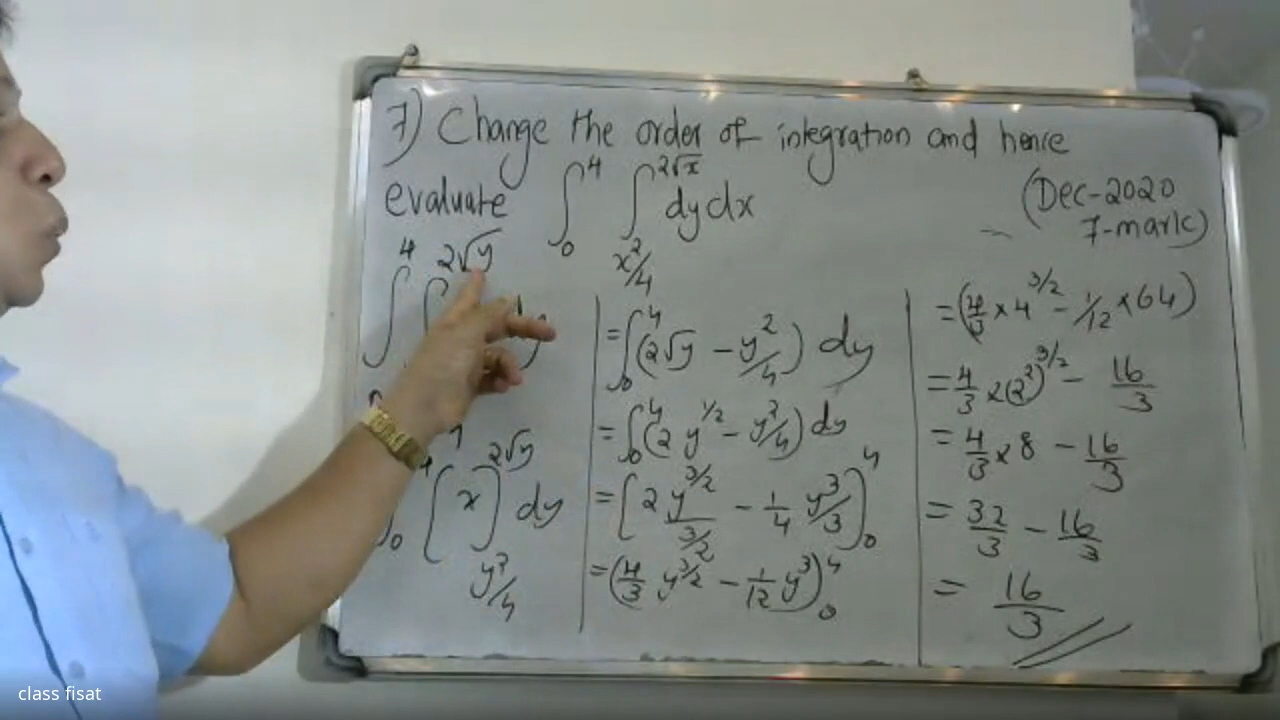 7) Change the order of integration and hence
evaluate ∫₀⁴ ∫_{x²/4}^{2√x} dy dx
(Dec-2020
7-mark)
4 2√y
∫ ∫ dy
4 [x]_{y²/4}^{2√y} dy
0
= ∫₀⁴ (2√y − y²/4) dy
= ∫₀⁴ (2 y^{1/2} − y²/4) dy
= [2 y^{3/2}/(3/2) − 1/4 y³/3]₀⁴
= (4/3 y^{3/2} − 1/12 y³)₀⁴
= (4/3 × 4^{3/2} − 1/12 × 64)
= 4/3 × (2²)^{3/2} − 16/3
= 4/3 × 8 − 16/3
= 32/3 − 16/3
= 16/3
class fisat